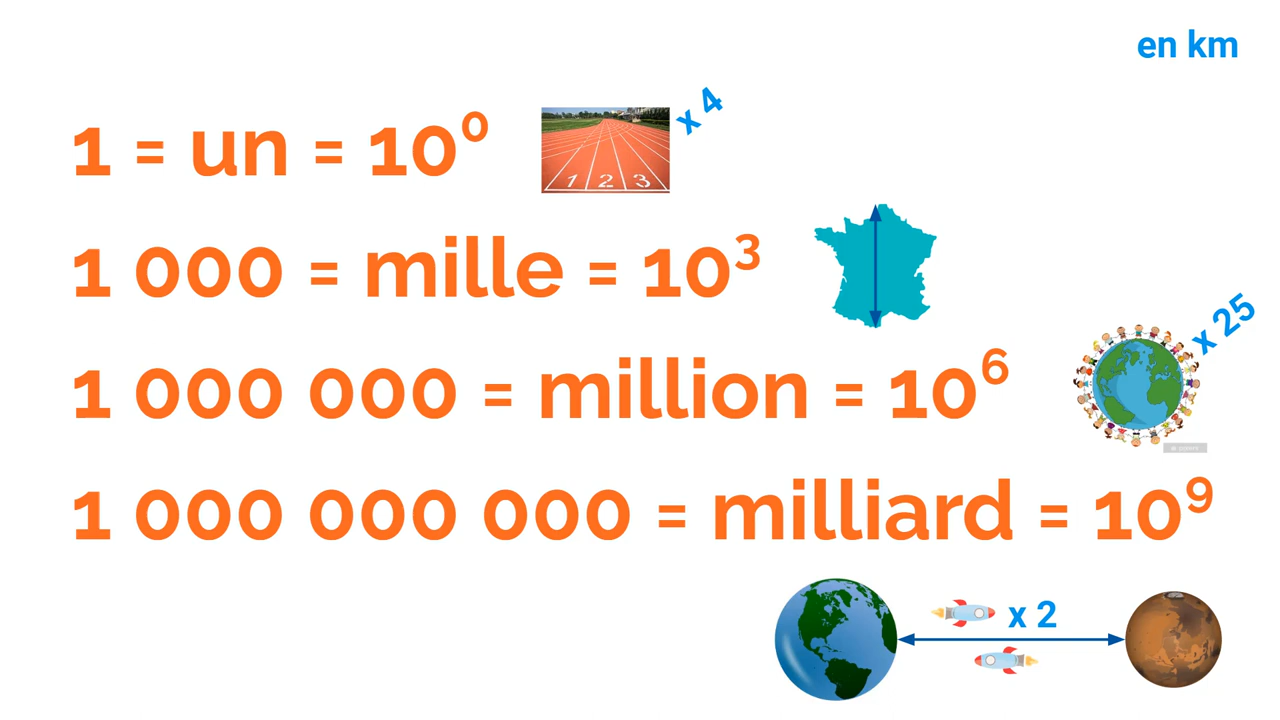 en km
1 = un = 10⁰
1 2 3
x 4
1 000 = mille = 10³
1 000 000 = million = 10⁶
x 25
1 000 000 000 = milliard = 10⁹
x 2